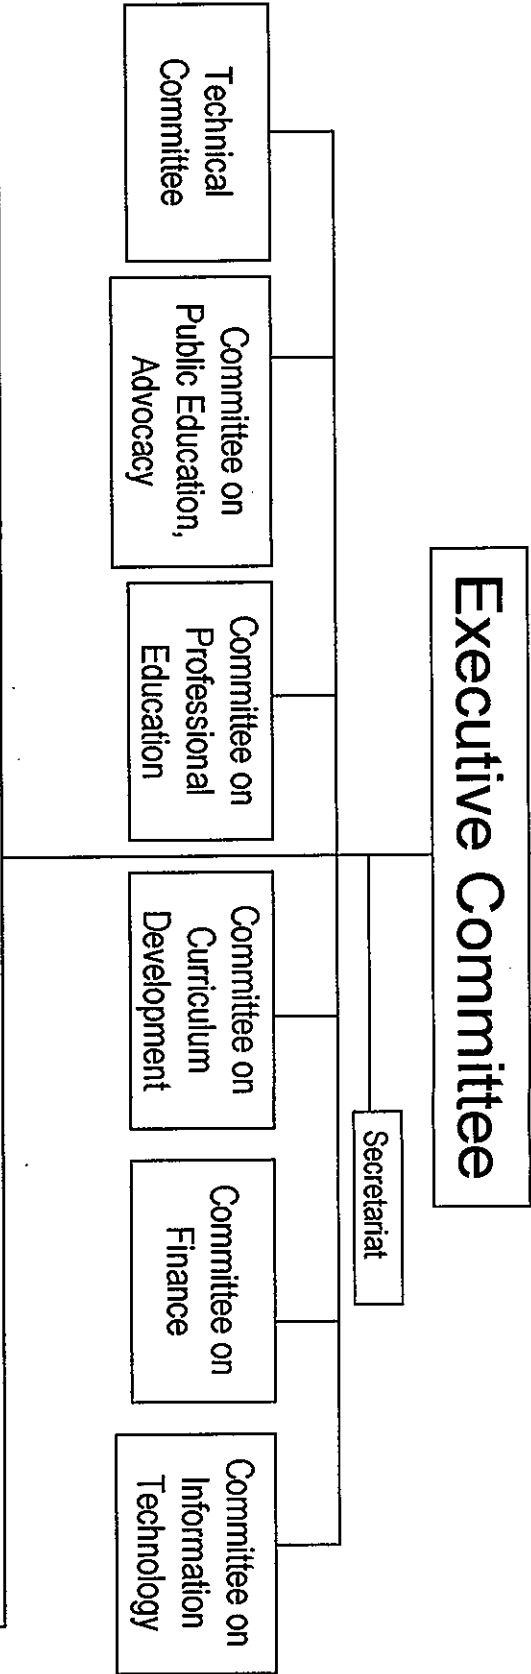 Executive Committee
Secretariat
Technical
Committee
Committee on
Public Education,
Advocacy
Committee on
Professional
Education
Committee on
Curriculum
Development
Committee on
Finance
Committee on
Information
Technology